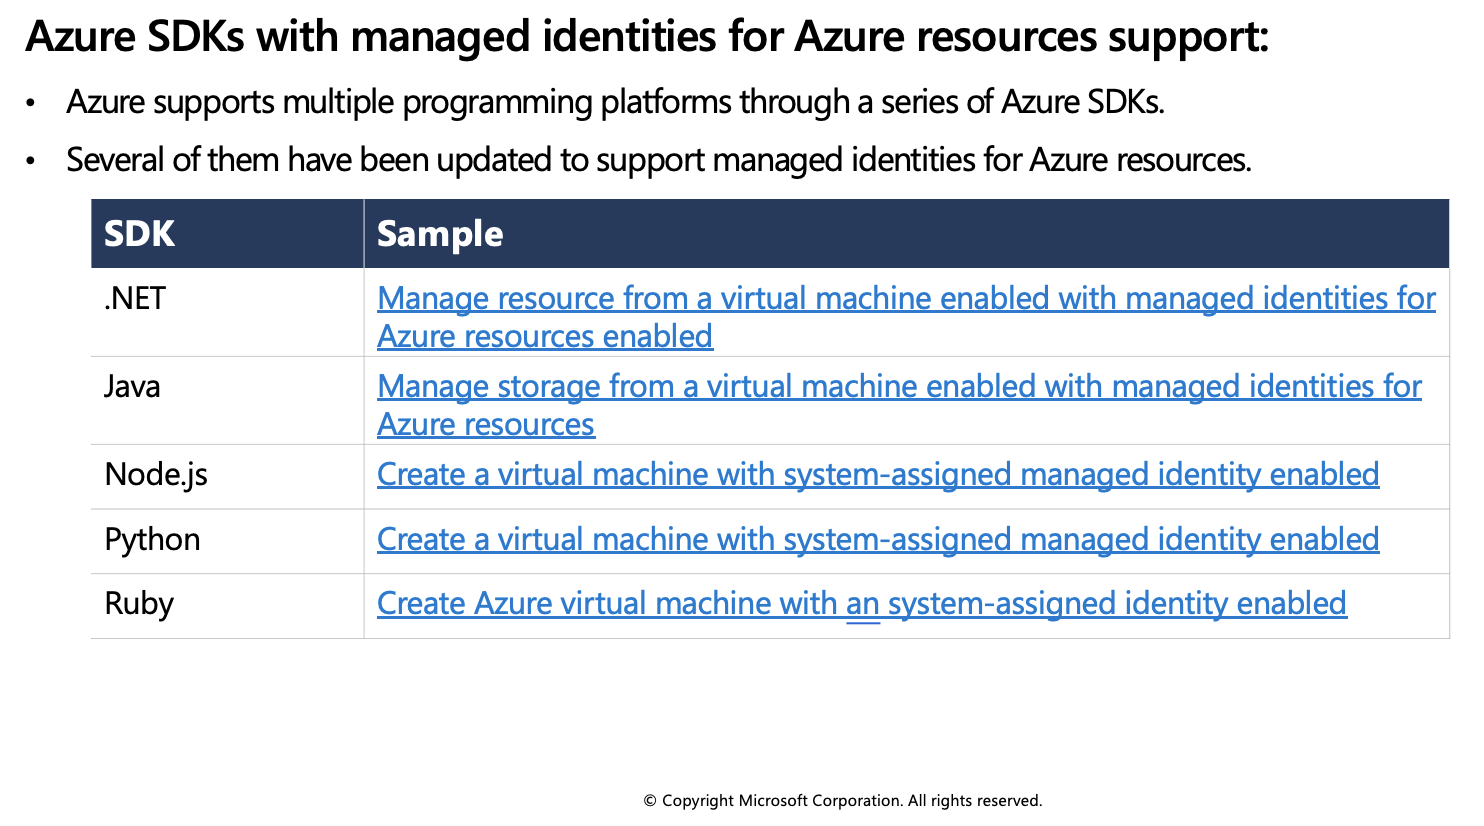 Azure SDKs with managed identities for Azure resources support:
• Azure supports multiple programming platforms through a series of Azure SDKs.
• Several of them have been updated to support managed identities for Azure resources.
SDK Sample
.NET Manage resource from a virtual machine enabled with managed identities for
Azure resources enabled
Java Manage storage from a virtual machine enabled with managed identities for
Azure resources
Node.js Create a virtual machine with system-assigned managed identity enabled
Python Create a virtual machine with system-assigned managed identity enabled
Ruby Create Azure virtual machine with an system-assigned identity enabled
© Copyright Microsoft Corporation. All rights reserved.